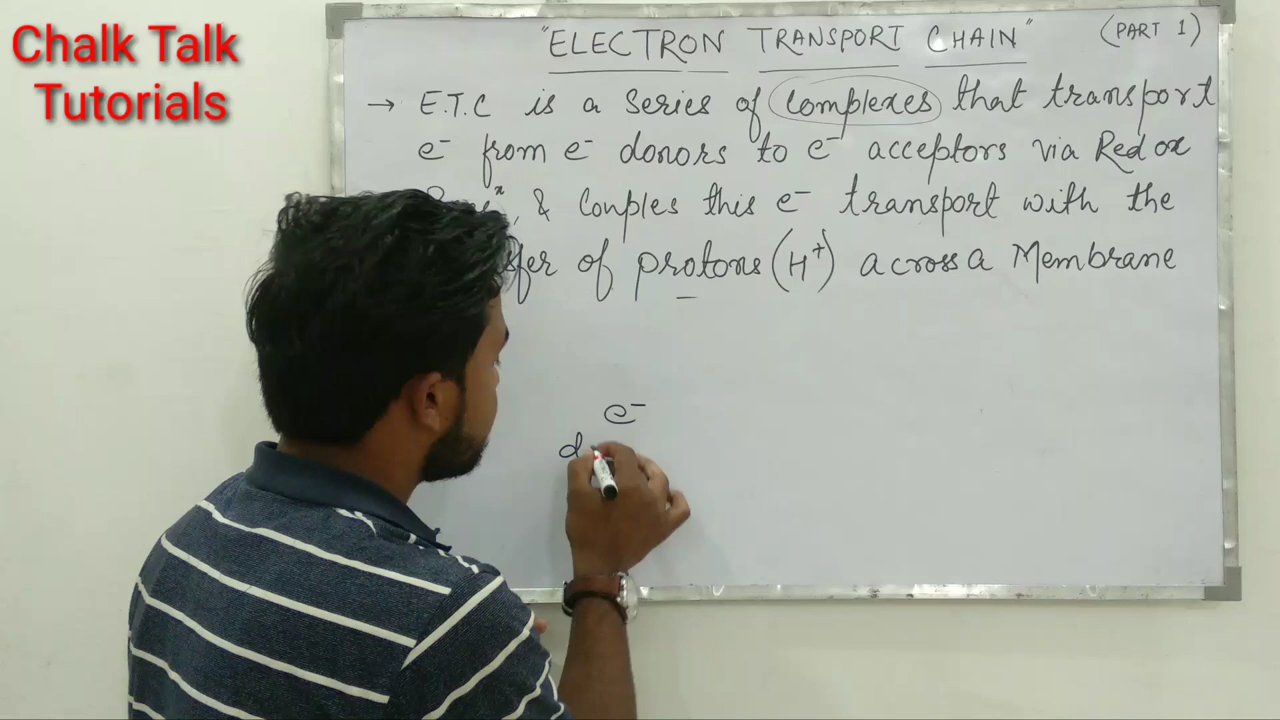 Chalk Talk
Tutorials
"ELECTRON TRANSPORT CHAIN" (PART 1)
→ E.T.C is a series of complexes that transport
e⁻ from e⁻ donors to e⁻ acceptors via Redox
& Couples this e⁻ transport with the
of protons (H⁺) across a Membrane
e⁻
d